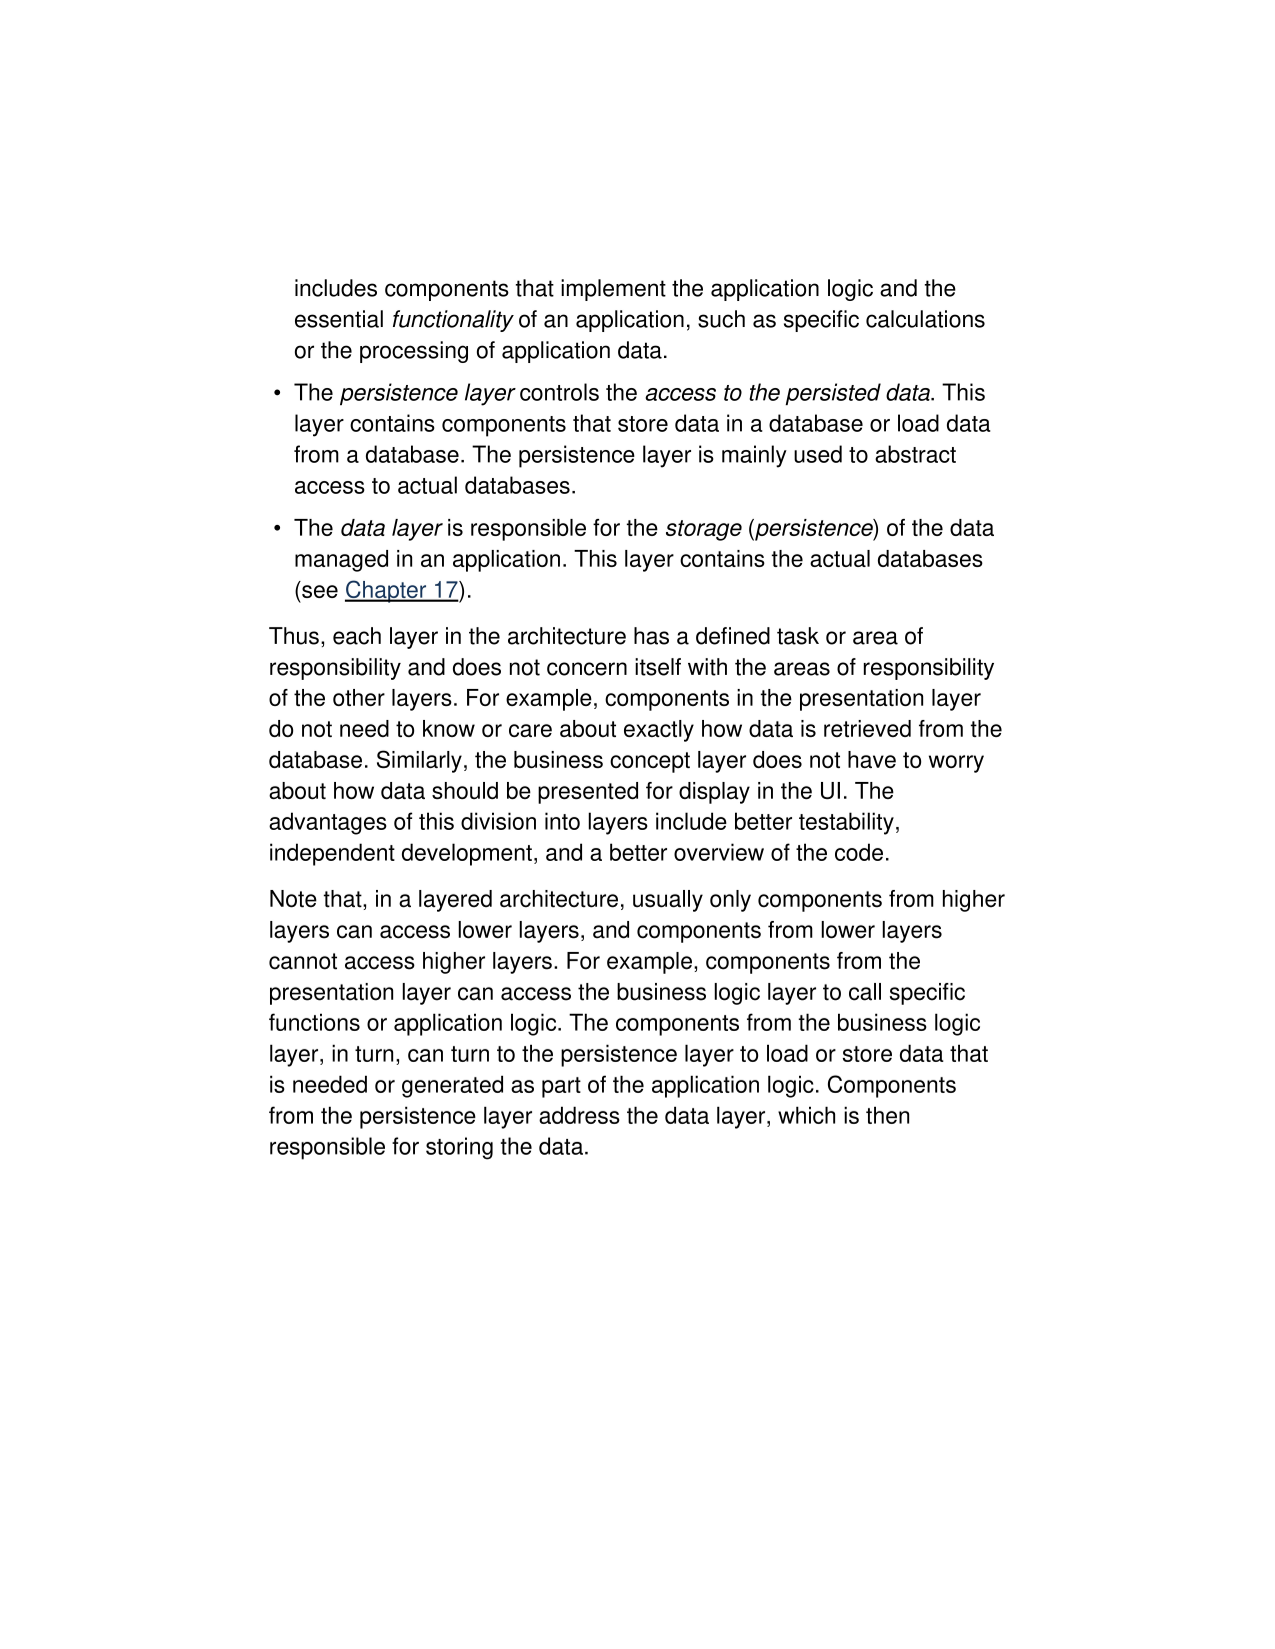 includes components that implement the application logic and the
essential functionality of an application, such as specific calculations
or the processing of application data.
• The persistence layer controls the access to the persisted data. This
layer contains components that store data in a database or load data
from a database. The persistence layer is mainly used to abstract
access to actual databases.
• The data layer is responsible for the storage (persistence) of the data
managed in an application. This layer contains the actual databases
(see Chapter 17).
Thus, each layer in the architecture has a defined task or area of
responsibility and does not concern itself with the areas of responsibility
of the other layers. For example, components in the presentation layer
do not need to know or care about exactly how data is retrieved from the
database. Similarly, the business concept layer does not have to worry
about how data should be presented for display in the UI. The
advantages of this division into layers include better testability,
independent development, and a better overview of the code.
Note that, in a layered architecture, usually only components from higher
layers can access lower layers, and components from lower layers
cannot access higher layers. For example, components from the
presentation layer can access the business logic layer to call specific
functions or application logic. The components from the business logic
layer, in turn, can turn to the persistence layer to load or store data that
is needed or generated as part of the application logic. Components
from the persistence layer address the data layer, which is then
responsible for storing the data.